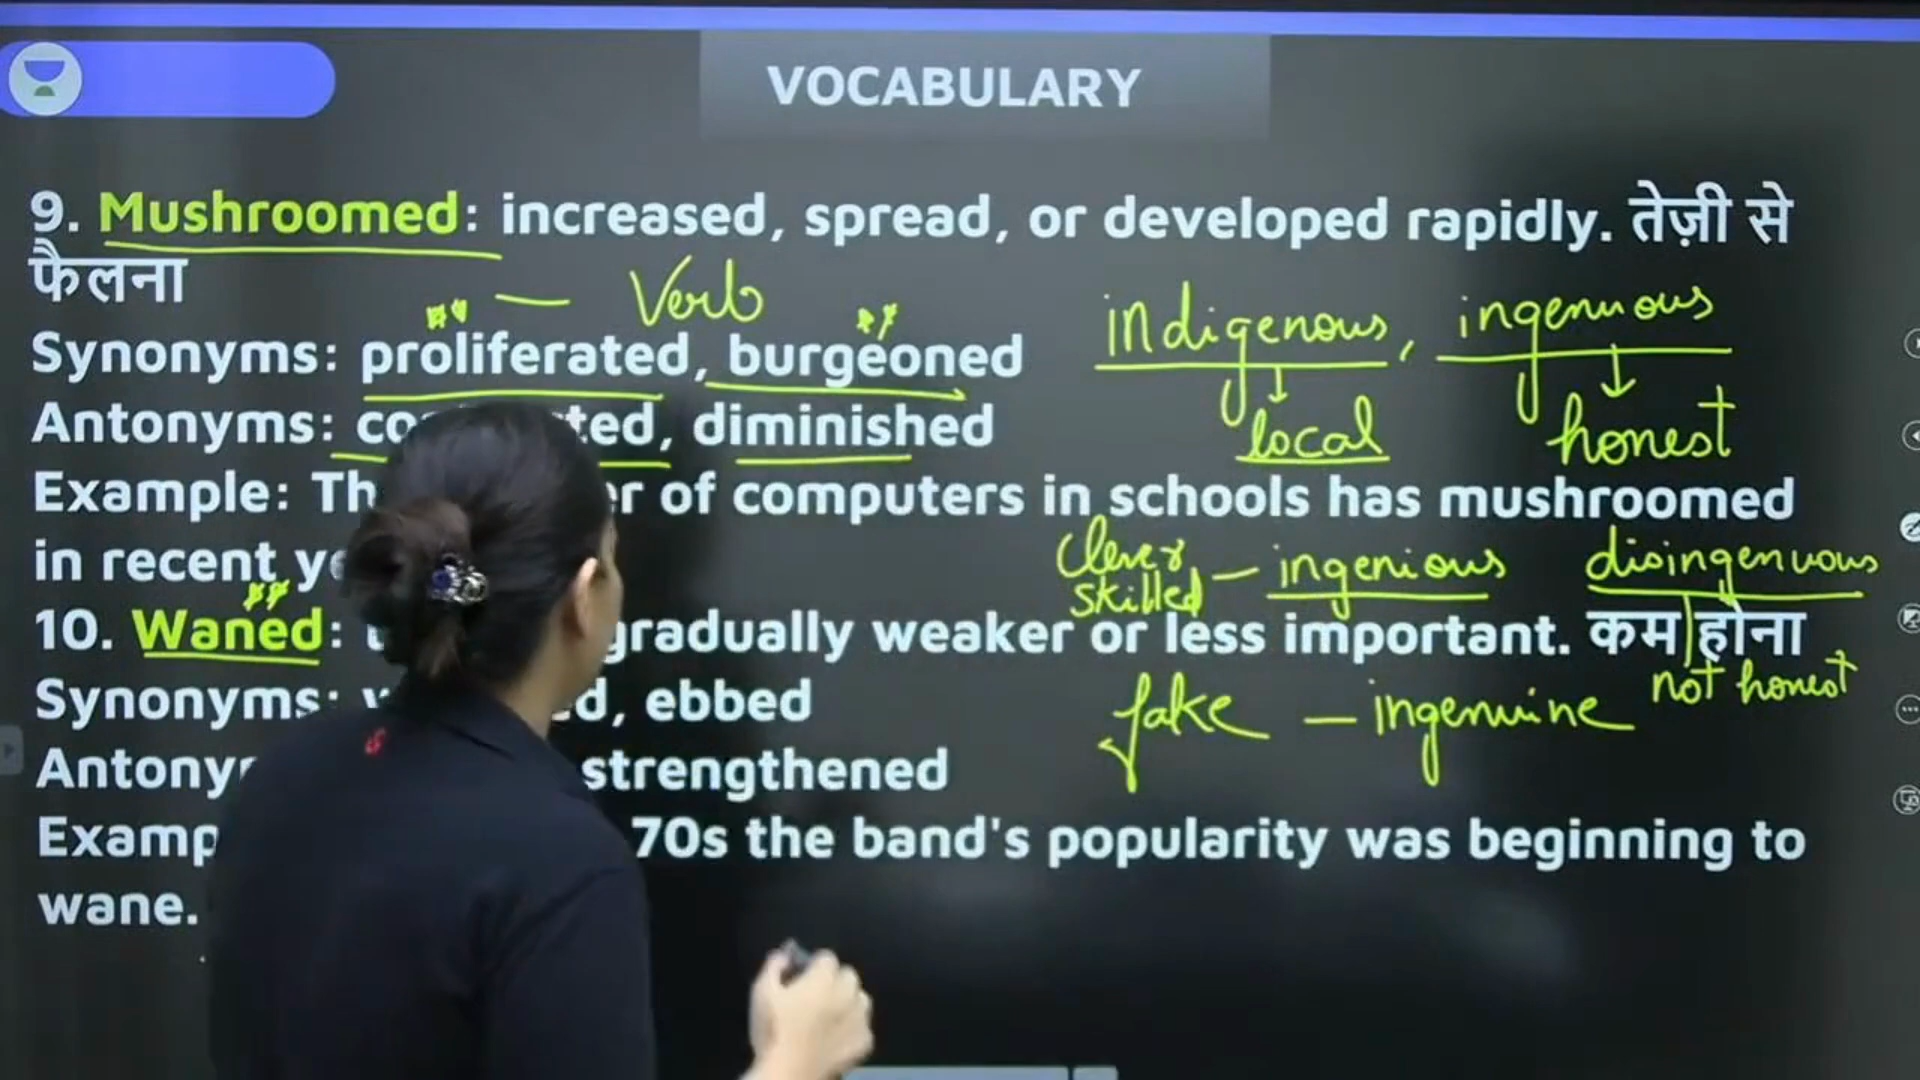 VOCABULARY
9. Mushroomed: increased, spread, or developed rapidly. तेज़ी से
फैलना
— Verb
indigenous, ingenuous
Synonyms: proliferated, burgeoned
local
honest
Antonyms: diminished
Example: of computers in schools has mushroomed
in recent
clever
skilled — ingenious
disingenuous
10. Waned: gradually weaker or less important. कम होना
not honest
Synonyms: ebbed
fake — ingenuine
strengthened
70s the band's popularity was beginning to
wane.